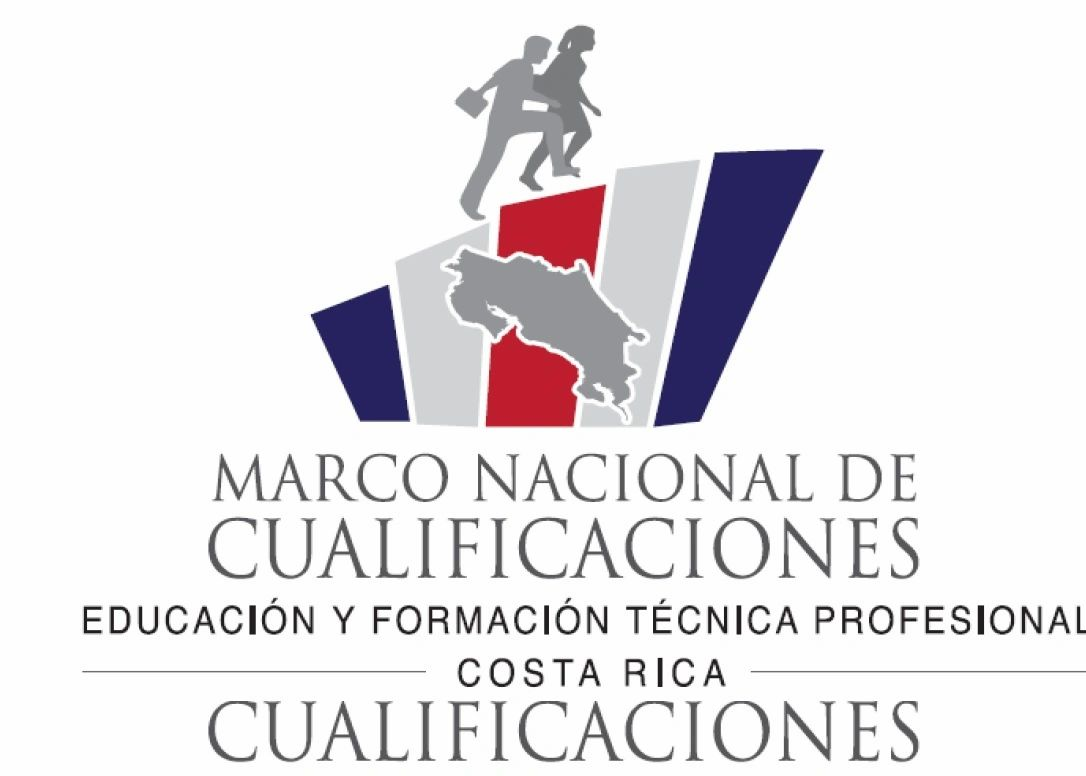 MARCO NACIONAL DE
CUALIFICACIONES
EDUCACIÓN Y FORMACIÓN TÉCNICA PROFESIONAL
COSTA RICA
CUALIFICACIONES